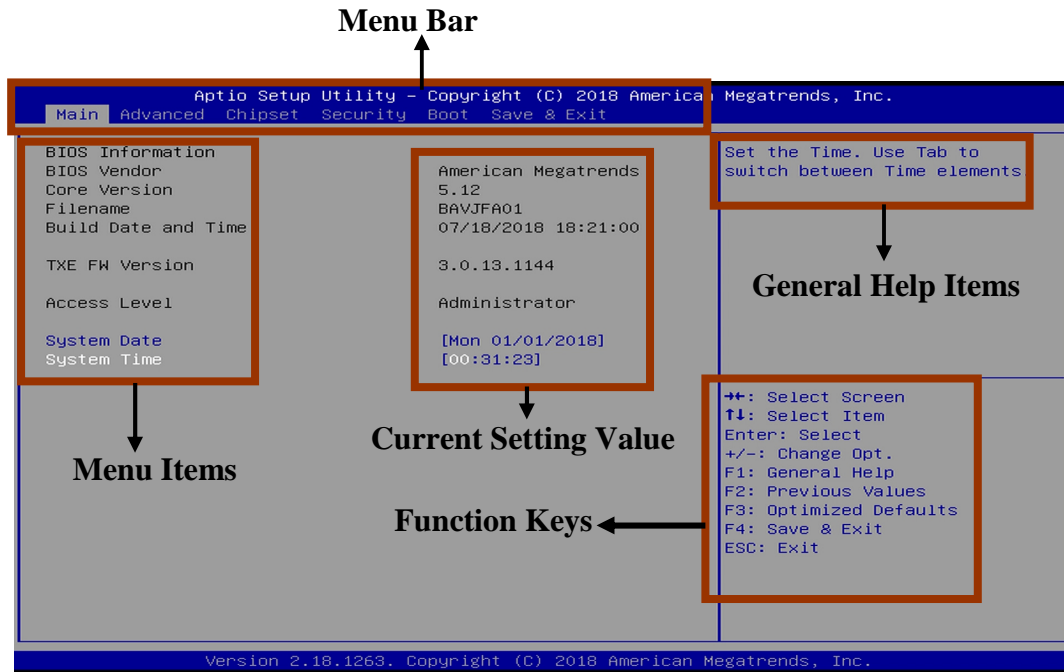 Menu Bar
Aptio Setup Utility – Copyright (C) 2018 American Megatrends, Inc.
Main Advanced Chipset Security Boot Save & Exit
BIOS Information
BIOS Vendor American Megatrends
Core Version 5.12
Filename BAVJFA01
Build Date and Time 07/18/2018 18:21:00
TXE FW Version 3.0.13.1144
Access Level Administrator
System Date [Mon 01/01/2018]
System Time [00:31:23]
Set the Time. Use Tab to
switch between Time elements
General Help Items
Menu Items
Current Setting Value
Function Keys
→←: Select Screen
↑↓: Select Item
Enter: Select
+/-: Change Opt.
F1: General Help
F2: Previous Values
F3: Optimized Defaults
F4: Save & Exit
ESC: Exit
Version 2.18.1263. Copyright (C) 2018 American Megatrends, Inc.